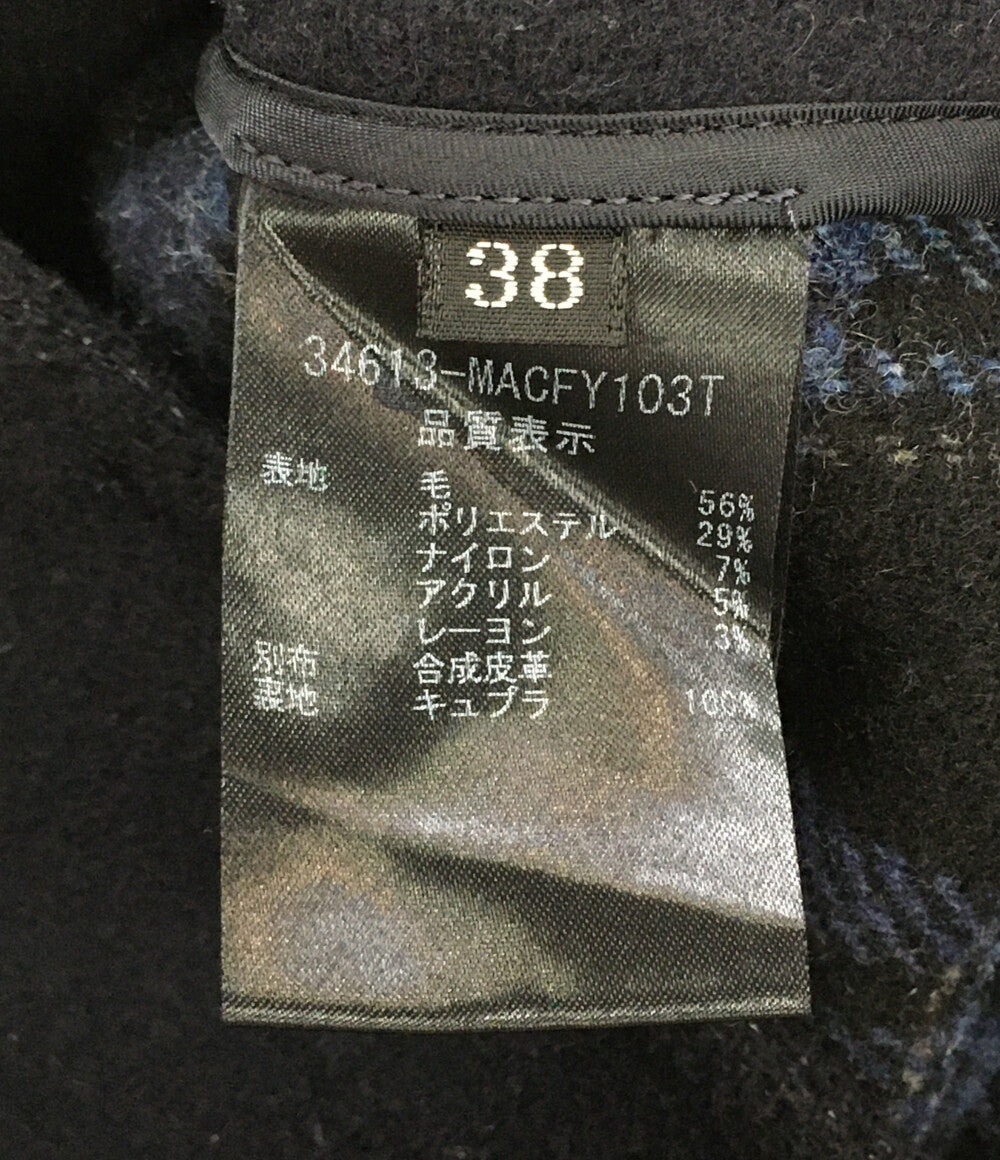 38
34613-MACFY103T
品質表示
表地 毛 56%
ポリエステル 29%
ナイロン 7%
アクリル 5%
レーヨン 3%
別布 合成皮革
表地 キュプラ 100%